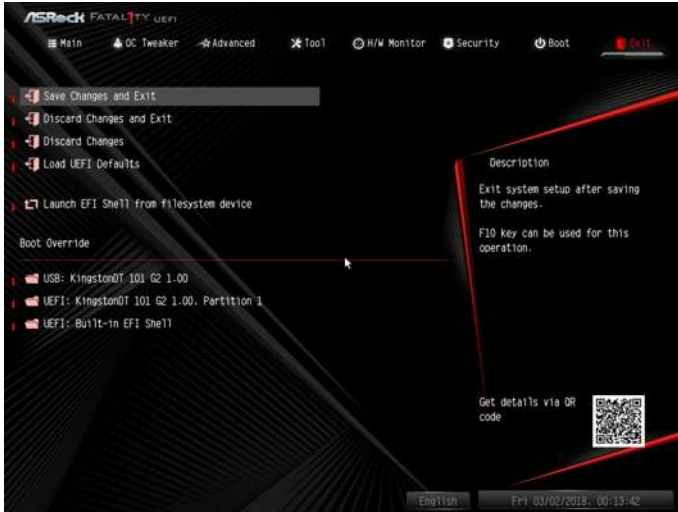 ASRock FATAL1TY UEFI
Main OC Tweaker Advanced Tool H/W Monitor Security Boot Exit
Save Changes and Exit
Discard Changes and Exit
Discard Changes
Load UEFI Defaults
Launch EFI Shell from filesystem device
Boot Override
USB: KingstonDT 101 G2 1.00
UEFI: KingstonDT 101 G2 1.00, Partition 1
UEFI: Built-in EFI Shell
Description
Exit system setup after saving
the changes.
F10 key can be used for this
operation.
Get details via QR
code
English Fri 03/02/2018, 00:13:42